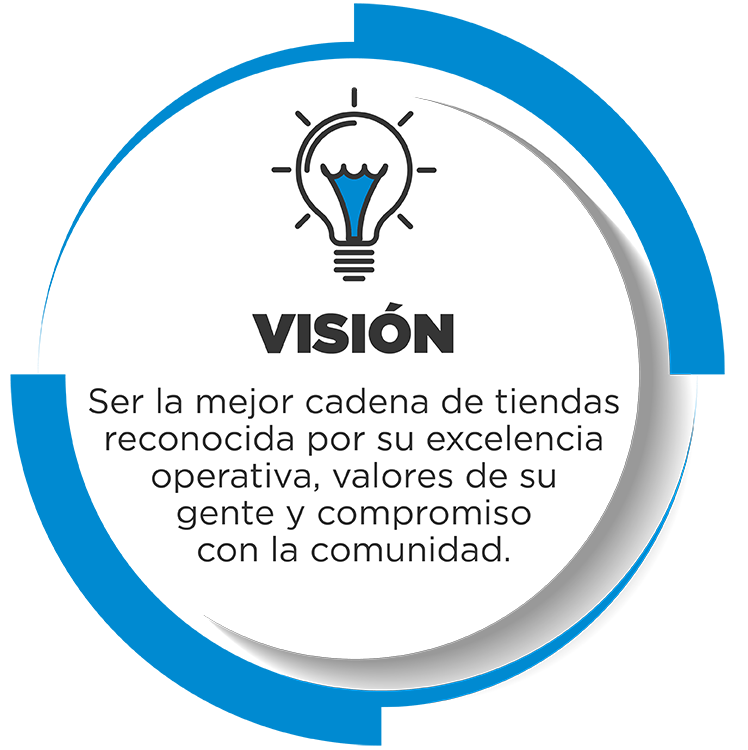 VISIÓN
Ser la mejor cadena de tiendas
reconocida por su excelencia
operativa, valores de su
gente y compromiso
con la comunidad.